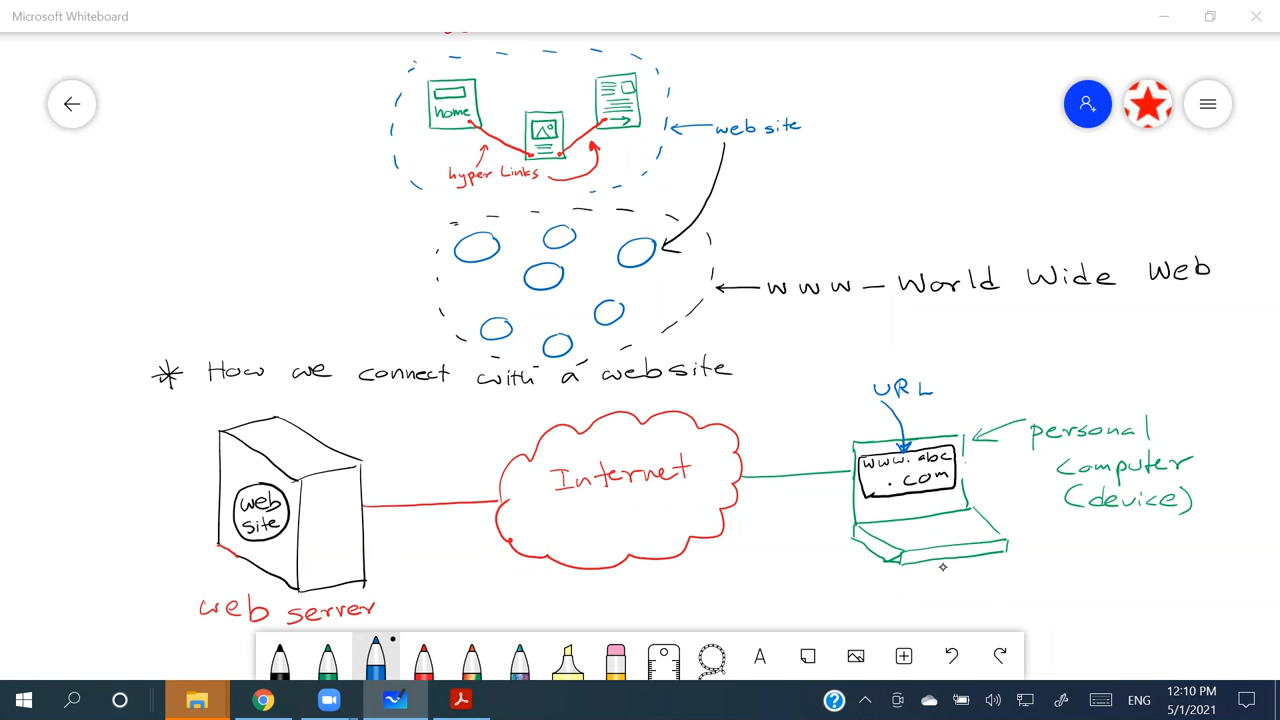 Microsoft Whiteboard
home
web site
hyper Links
w w w - World Wide Web
* How we connect with a website
URL
personal
computer
(device)
www.abc
.com
Internet
web
site
web server
A
ENG
12:10 PM
5/1/2021